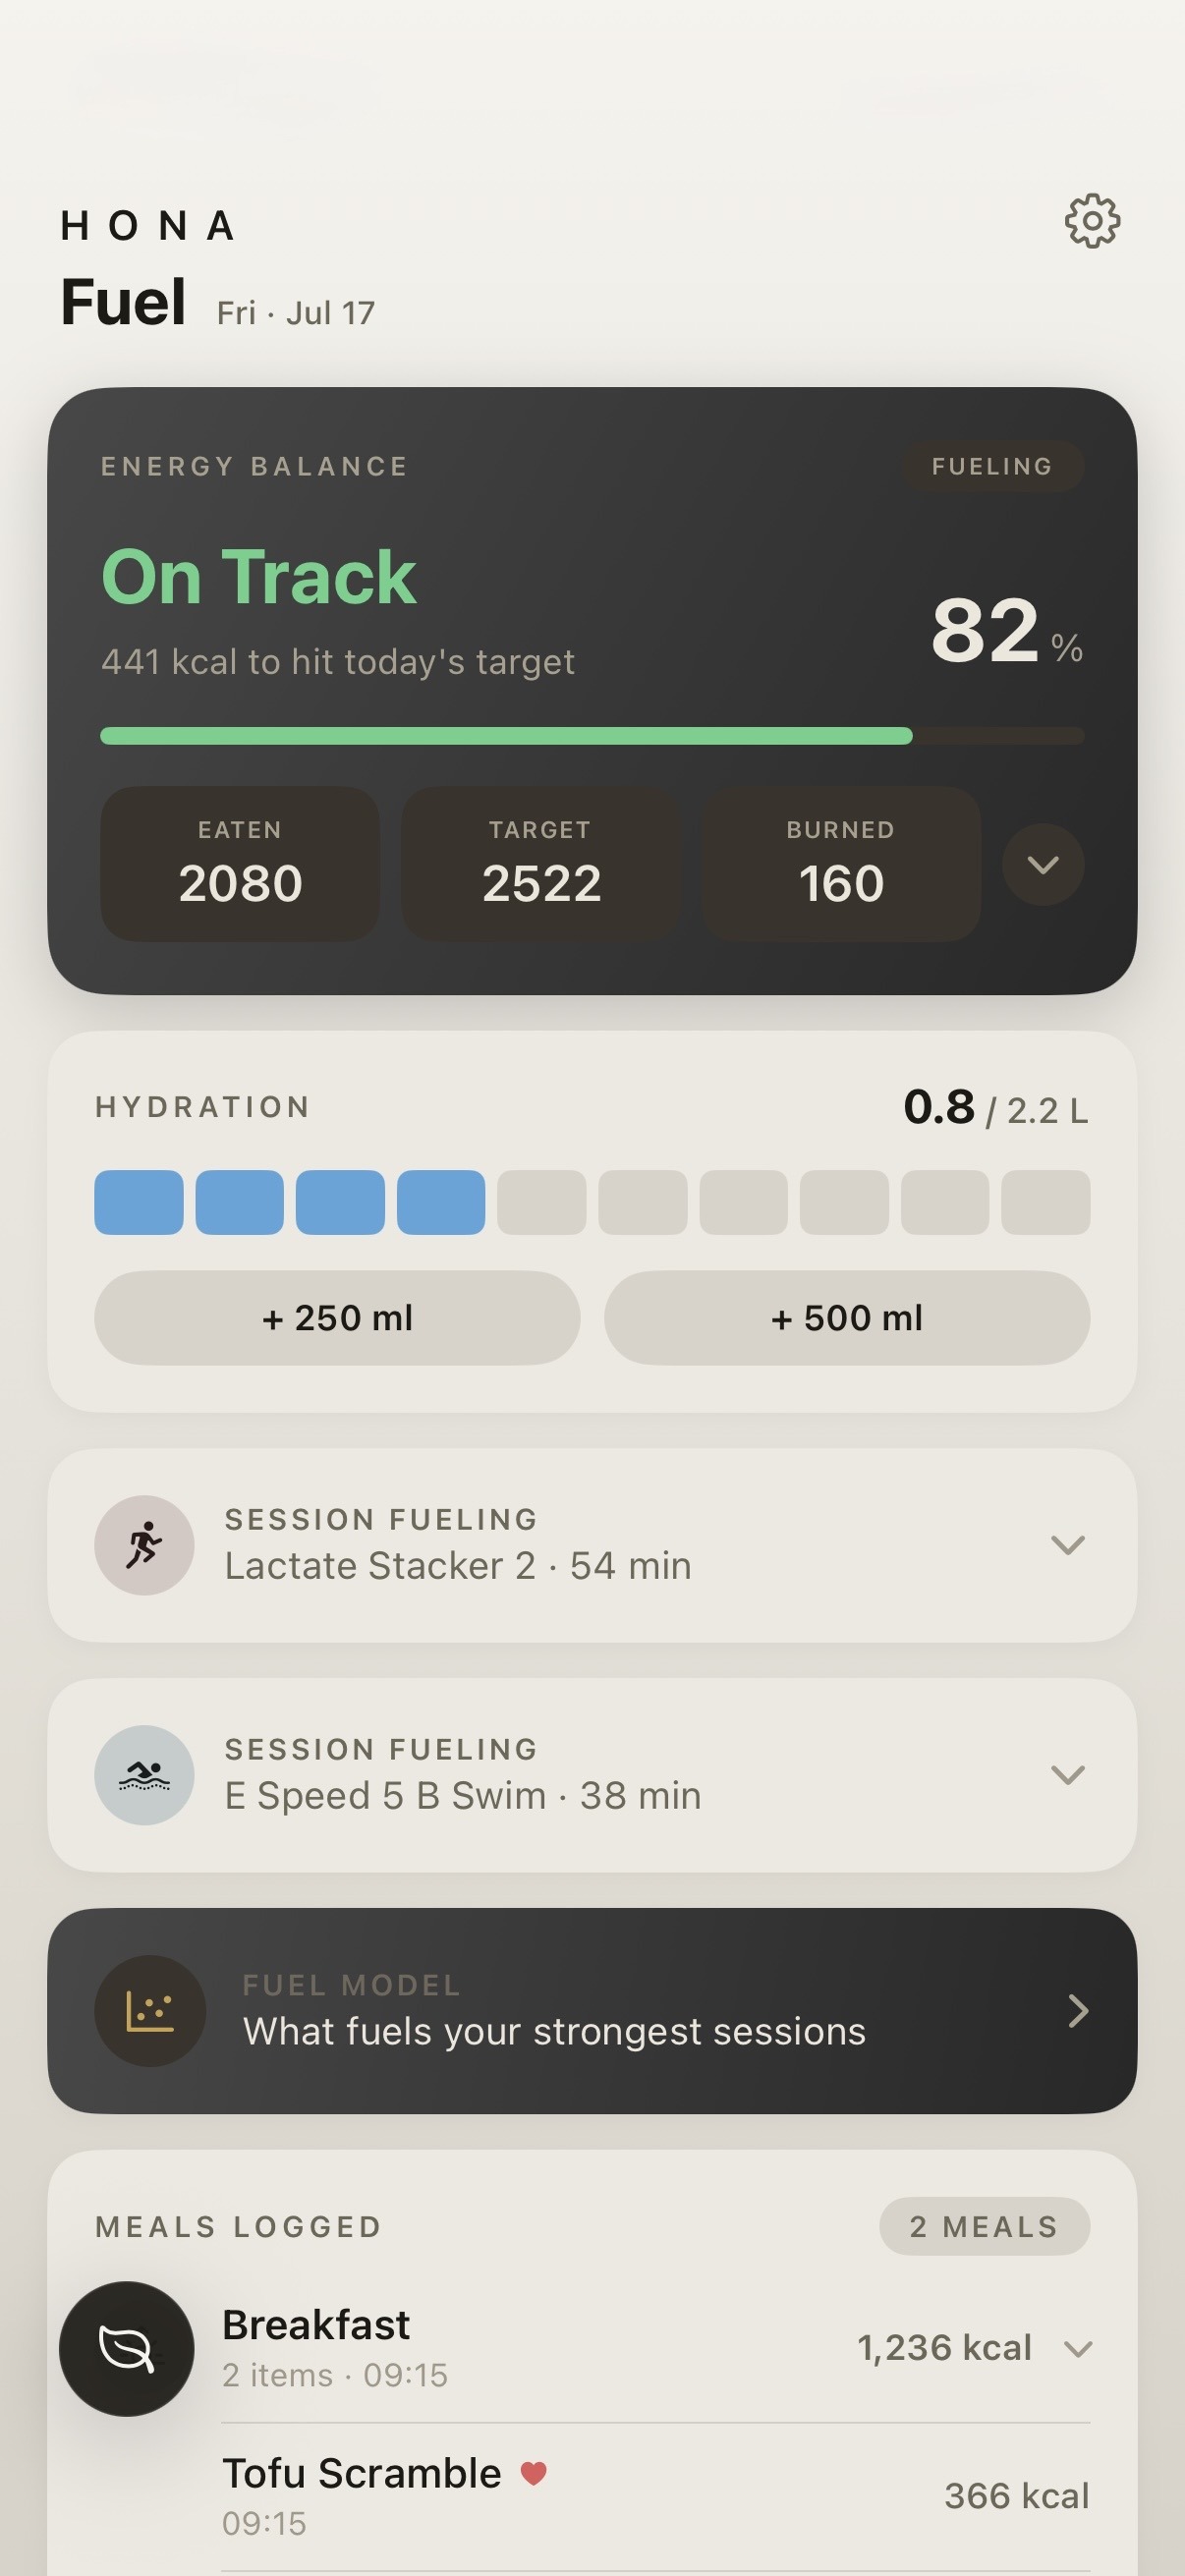 HONA
Fuel Fri · Jul 17
ENERGY BALANCE FUELING
On Track
82 %
441 kcal to hit today's target
EATEN TARGET BURNED
2080 2522 160
HYDRATION 0.8 / 2.2 L
+ 250 ml + 500 ml
SESSION FUELING
Lactate Stacker 2 · 54 min
SESSION FUELING
E Speed 5 B Swim · 38 min
FUEL MODEL
What fuels your strongest sessions
MEALS LOGGED 2 MEALS
Breakfast 1,236 kcal
2 items · 09:15
Tofu Scramble 366 kcal
09:15